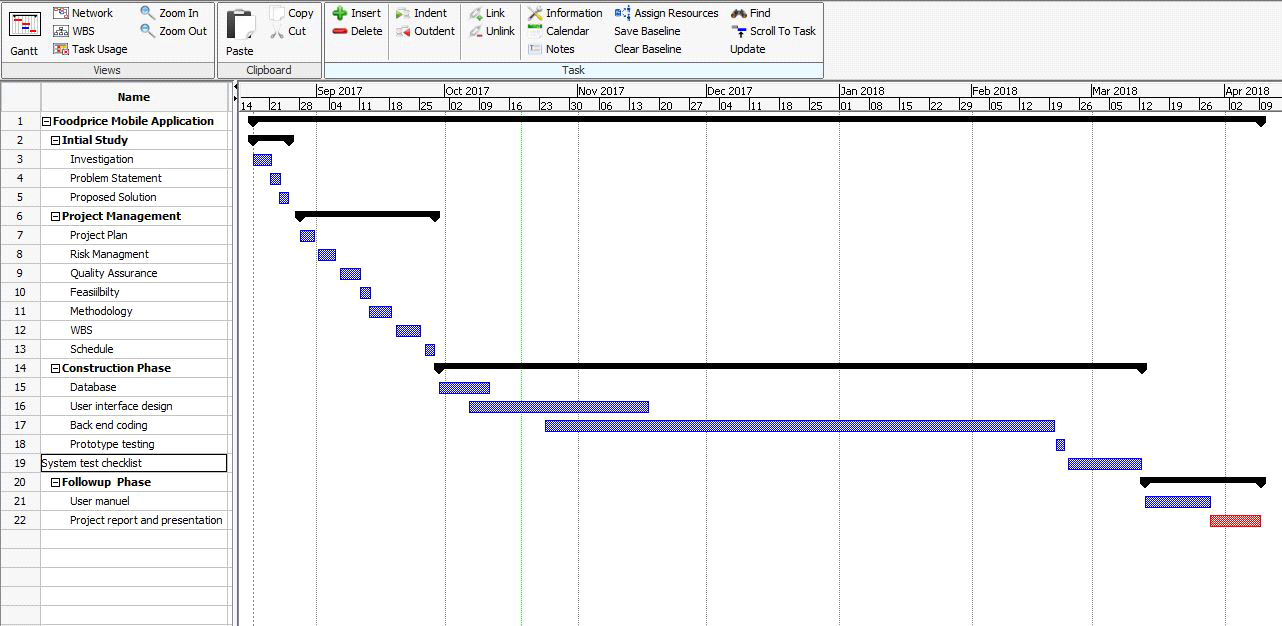 Network Zoom In Copy Insert Indent Link Information Assign Resources Find
WBS Zoom Out Cut Delete Outdent Unlink Calendar Save Baseline Scroll To Task
Gantt Task Usage Paste Notes Clear Baseline Update
Views Clipboard Task
Name
Sep 2017 Oct 2017 Nov 2017 Dec 2017 Jan 2018 Feb 2018 Mar 2018 Apr 2018
14 21 28 04 11 18 25 02 09 16 23 30 06 13 20 27 04 11 18 25 01 08 15 22 29 05 12 19 26 05 12 19 26 02 09
1 Foodprice Mobile Application
2 Intial Study
3 Investigation
4 Problem Statement
5 Proposed Solution
6 Project Management
7 Project Plan
8 Risk Managment
9 Quality Assurance
10 Feasiilbilty
11 Methodology
12 WBS
13 Schedule
14 Construction Phase
15 Database
16 User interface design
17 Back end coding
18 Prototype testing
19 System test checklist
20 Followup Phase
21 User manuel
22 Project report and presentation